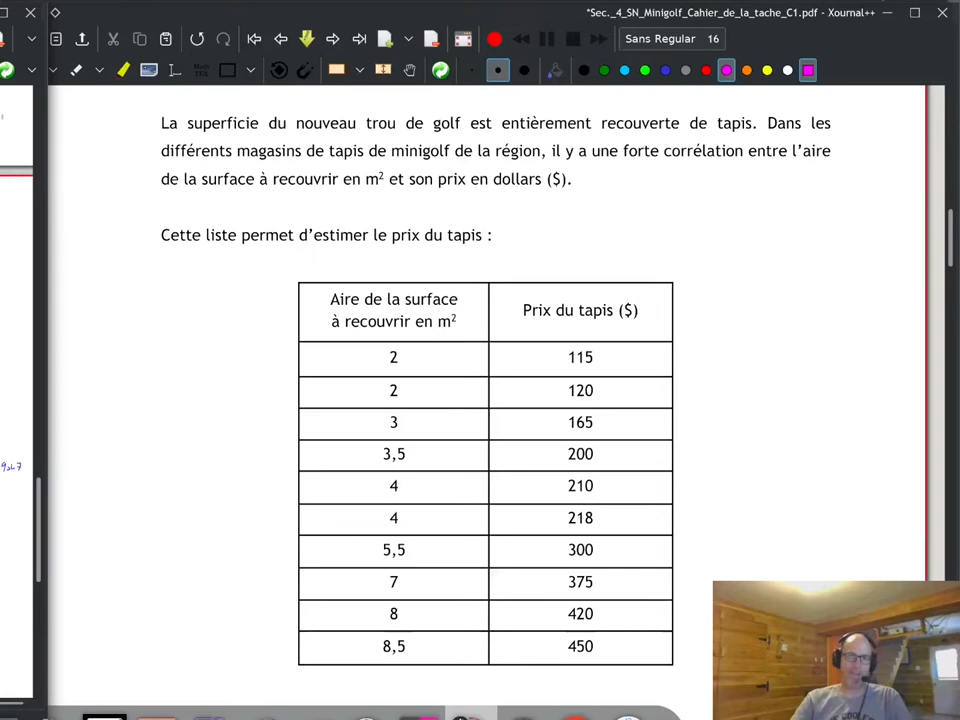 *Sec._4_SN_Minigolf_Cahier_de_la_tache_C1.pdf - Xournal++
Sans Regular 16
La superficie du nouveau trou de golf est entièrement recouverte de tapis. Dans les
différents magasins de tapis de minigolf de la région, il y a une forte corrélation entre l’aire
de la surface à recouvrir en m² et son prix en dollars ($).
Cette liste permet d’estimer le prix du tapis :
Aire de la surface
à recouvrir en m²
Prix du tapis ($)
2 115
2 120
3 165
3,5 200
4 210
4 218
5,5 300
7 375
8 420
8,5 450